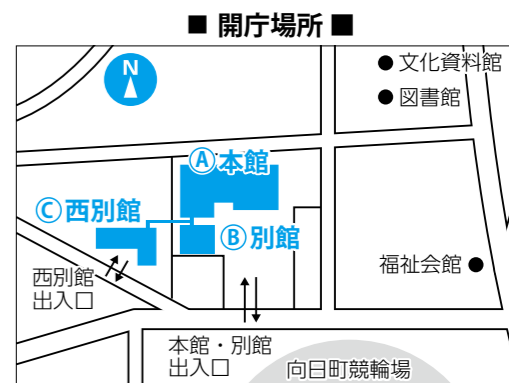 ■ 開庁場所 ■
N
● 文化資料館
● 図書館
Ⓐ本館
Ⓒ西別館
Ⓑ別館
福祉会館 ●
西別館
出入口
本館・別館
出入口
向日町競輪場